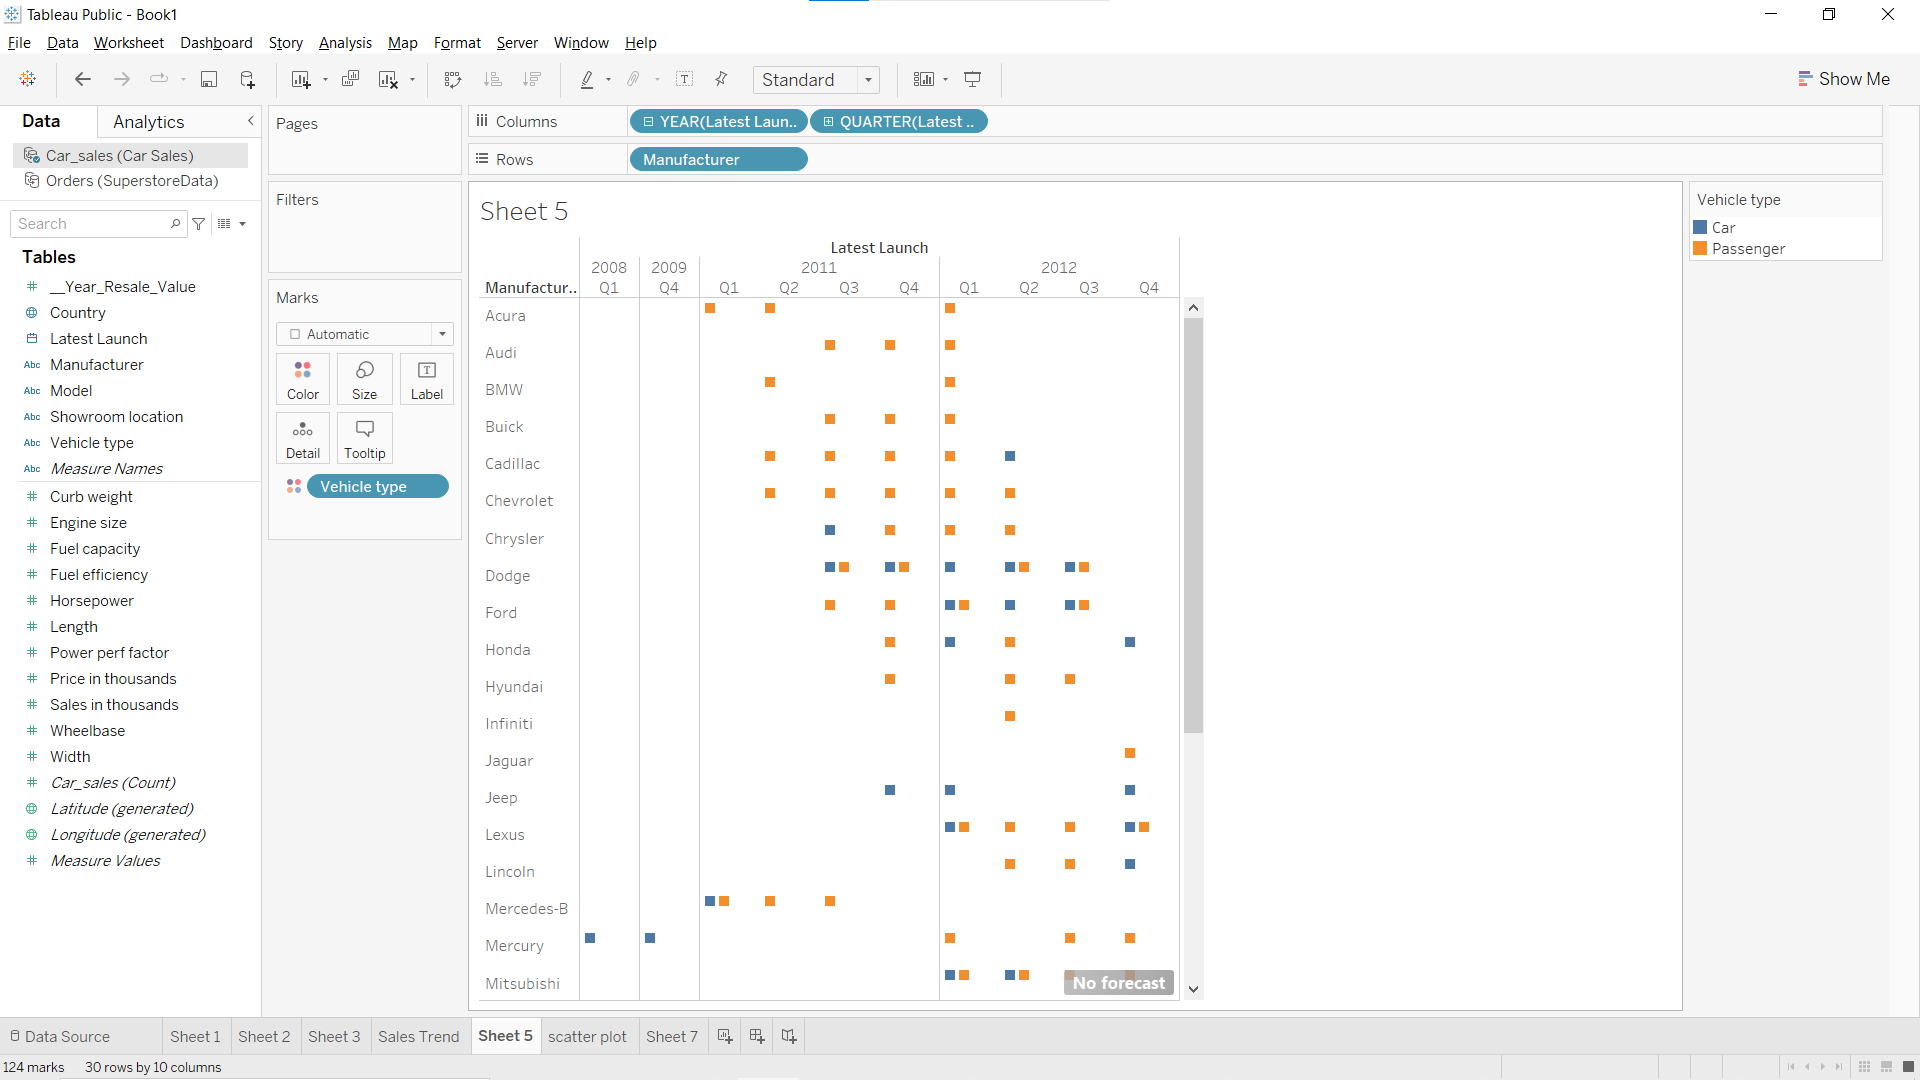 Tableau Public - Book1
File Data Worksheet Dashboard Story Analysis Map Format Server Window Help
Standard
Show Me
Data Analytics
Car_sales (Car Sales)
Orders (SuperstoreData)
Search
Tables
# __Year_Resale_Value
Country
Latest Launch
Abc Manufacturer
Abc Model
Abc Showroom location
Abc Vehicle type
Abc Measure Names
# Curb weight
# Engine size
# Fuel capacity
# Fuel efficiency
# Horsepower
# Length
# Power perf factor
# Price in thousands
# Sales in thousands
# Wheelbase
# Width
# Car_sales (Count)
Latitude (generated)
Longitude (generated)
# Measure Values
Pages
Filters
Marks
Automatic
Color Size Label
Detail Tooltip
Vehicle type
Columns YEAR(Latest Laun.. QUARTER(Latest ..
Rows Manufacturer
Sheet 5
Latest Launch
2008 2009 2011 2012
Manufactur.. Q1 Q4 Q1 Q2 Q3 Q4 Q1 Q2 Q3 Q4
Acura
Audi
BMW
Buick
Cadillac
Chevrolet
Chrysler
Dodge
Ford
Honda
Hyundai
Infiniti
Jaguar
Jeep
Lexus
Lincoln
Mercedes-B
Mercury
Mitsubishi
No forecast
Vehicle type
Car
Passenger
Data Source Sheet 1 Sheet 2 Sheet 3 Sales Trend Sheet 5 scatter plot Sheet 7
124 marks 30 rows by 10 columns